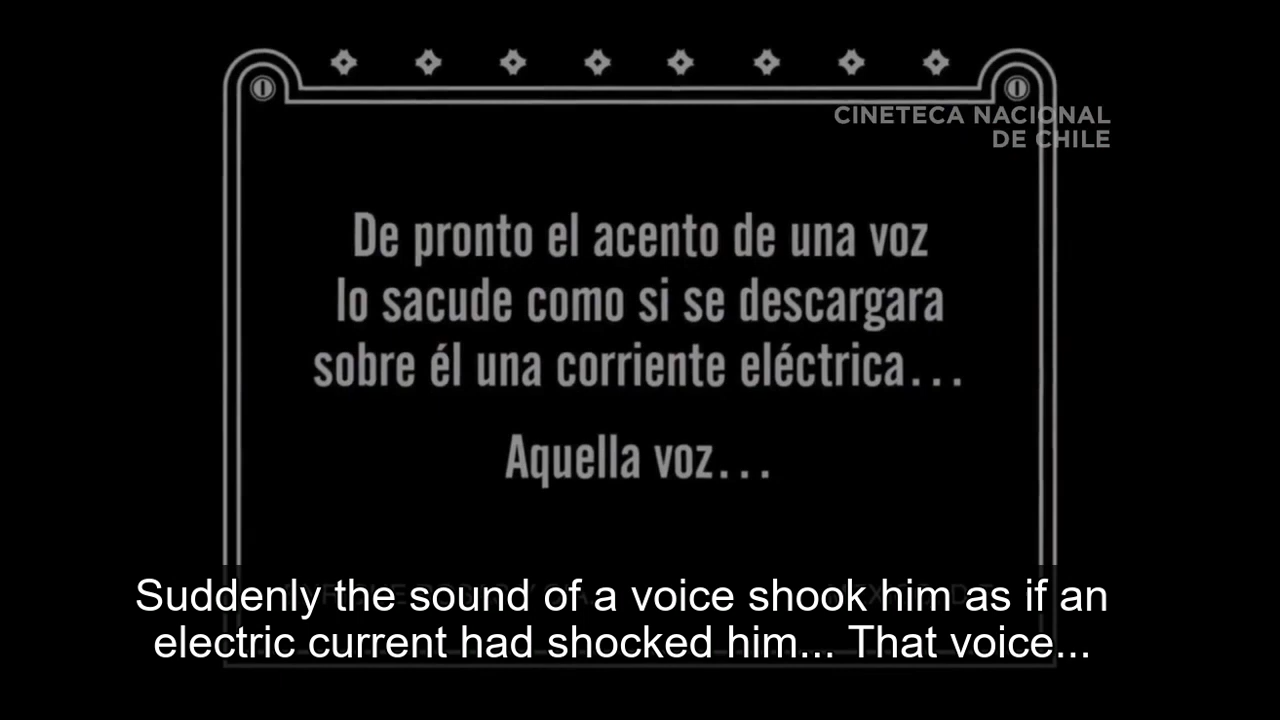 CINETECA NACIONAL
DE CHILE
De pronto el acento de una voz
lo sacude como si se descargara
sobre él una corriente eléctrica...
Aquella voz...
Suddenly the sound of a voice shook him as if an
electric current had shocked him... That voice...